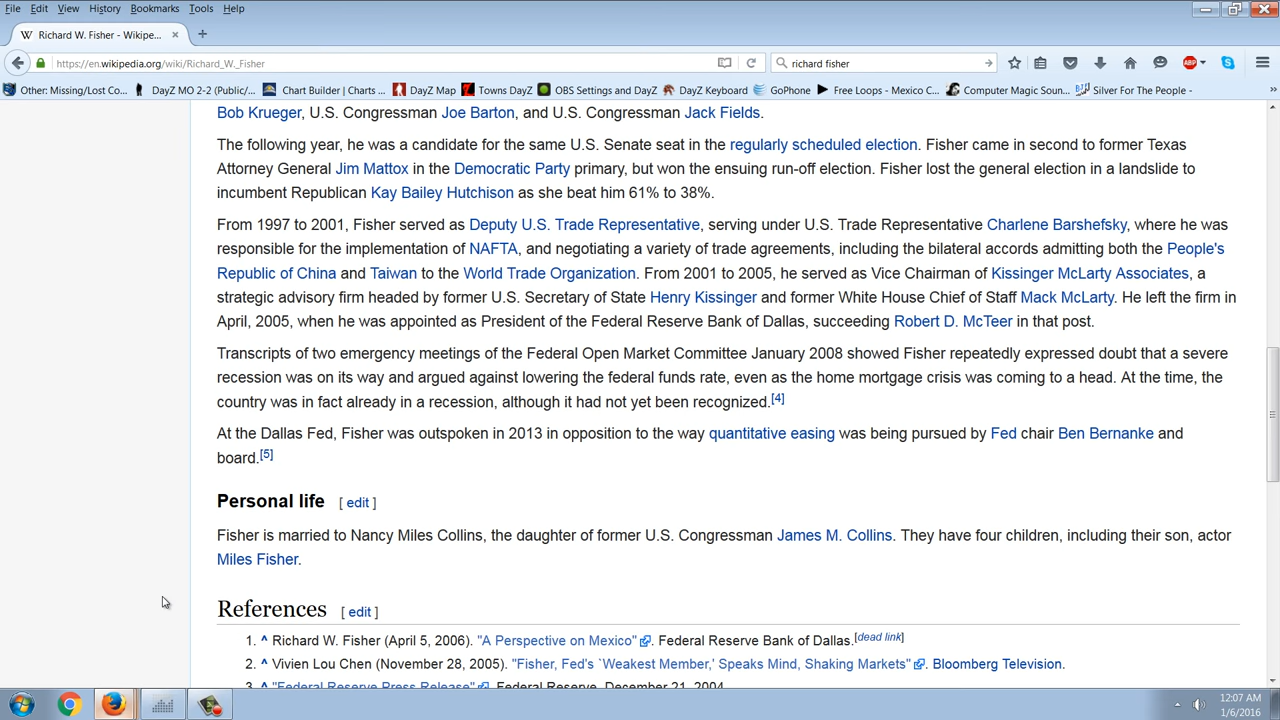 File Edit View History Bookmarks Tools Help
W Richard W. Fisher - Wikipe... × +
https://en.wikipedia.org/wiki/Richard_W._Fisher richard fisher ABP
Other: Missing/Lost Co... DayZ MO 2-2 (Public/... Chart Builder | Charts ... DayZ Map Towns DayZ OBS Settings and DayZ DayZ Keyboard GoPhone Free Loops - Mexico C... Computer Magic Soun... Silver For The People - »
Bob Krueger, U.S. Congressman Joe Barton, and U.S. Congressman Jack Fields.
The following year, he was a candidate for the same U.S. Senate seat in the regularly scheduled election. Fisher came in second to former Texas
Attorney General Jim Mattox in the Democratic Party primary, but won the ensuing run-off election. Fisher lost the general election in a landslide to
incumbent Republican Kay Bailey Hutchison as she beat him 61% to 38%.
From 1997 to 2001, Fisher served as Deputy U.S. Trade Representative, serving under U.S. Trade Representative Charlene Barshefsky, where he was
responsible for the implementation of NAFTA, and negotiating a variety of trade agreements, including the bilateral accords admitting both the People's
Republic of China and Taiwan to the World Trade Organization. From 2001 to 2005, he served as Vice Chairman of Kissinger McLarty Associates, a
strategic advisory firm headed by former U.S. Secretary of State Henry Kissinger and former White House Chief of Staff Mack McLarty. He left the firm in
April, 2005, when he was appointed as President of the Federal Reserve Bank of Dallas, succeeding Robert D. McTeer in that post.
Transcripts of two emergency meetings of the Federal Open Market Committee January 2008 showed Fisher repeatedly expressed doubt that a severe
recession was on its way and argued against lowering the federal funds rate, even as the home mortgage crisis was coming to a head. At the time, the
country was in fact already in a recession, although it had not yet been recognized.[4]
At the Dallas Fed, Fisher was outspoken in 2013 in opposition to the way quantitative easing was being pursued by Fed chair Ben Bernanke and
board.[5]
Personal life [ edit ]
Fisher is married to Nancy Miles Collins, the daughter of former U.S. Congressman James M. Collins. They have four children, including their son, actor
Miles Fisher.
References [ edit ]
1. ^ Richard W. Fisher (April 5, 2006). "A Perspective on Mexico". Federal Reserve Bank of Dallas.[dead link]
2. ^ Vivien Lou Chen (November 28, 2005). "Fisher, Fed's `Weakest Member,' Speaks Mind, Shaking Markets". Bloomberg Television.
3. ^ "Federal Reserve Press Release". Federal Reserve. December 21, 2004.
12:07 AM
1/6/2016